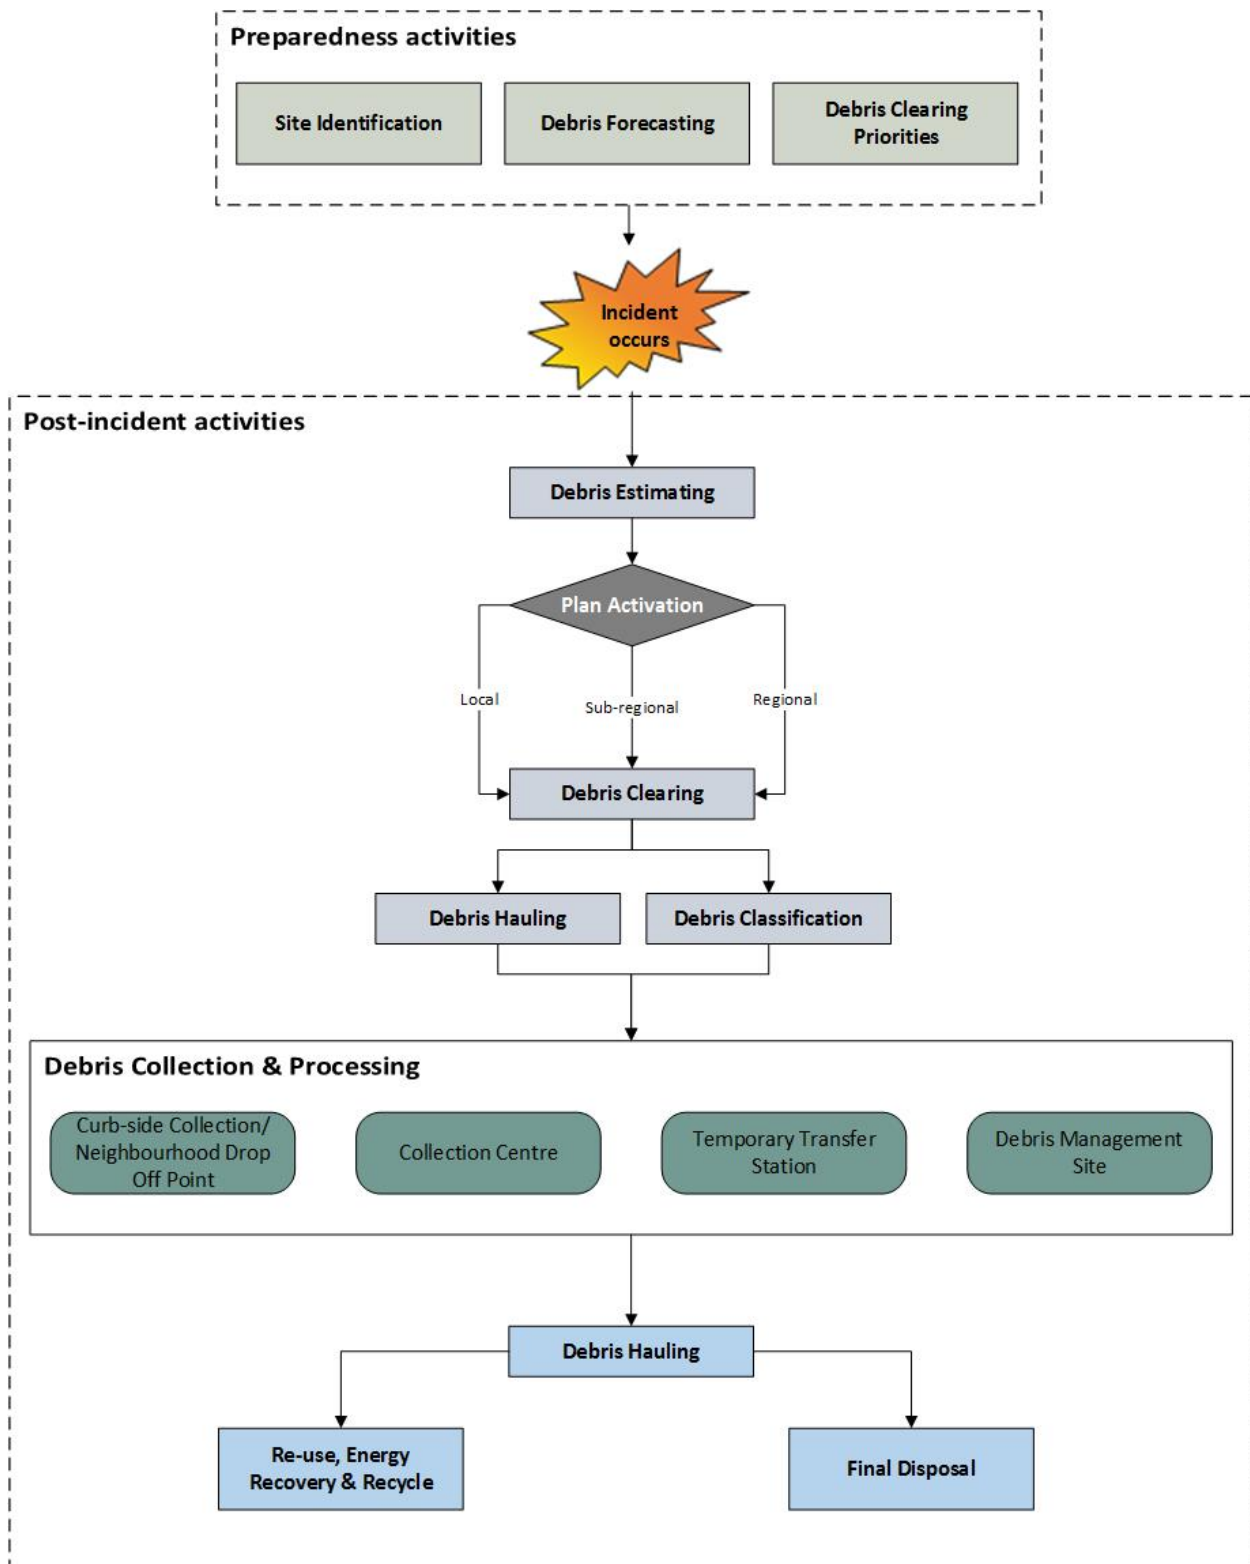 Preparedness activities
Site Identification
Debris Forecasting
Debris Clearing
Priorities
Incident
occurs
Post-incident activities
Debris Estimating
Plan Activation
Local
Sub-regional
Regional
Debris Clearing
Debris Hauling
Debris Classification
Debris Collection & Processing
Curb-side Collection/
Neighbourhood Drop
Off Point
Collection Centre
Temporary Transfer
Station
Debris Management
Site
Debris Hauling
Re-use, Energy
Recovery & Recycle
Final Disposal